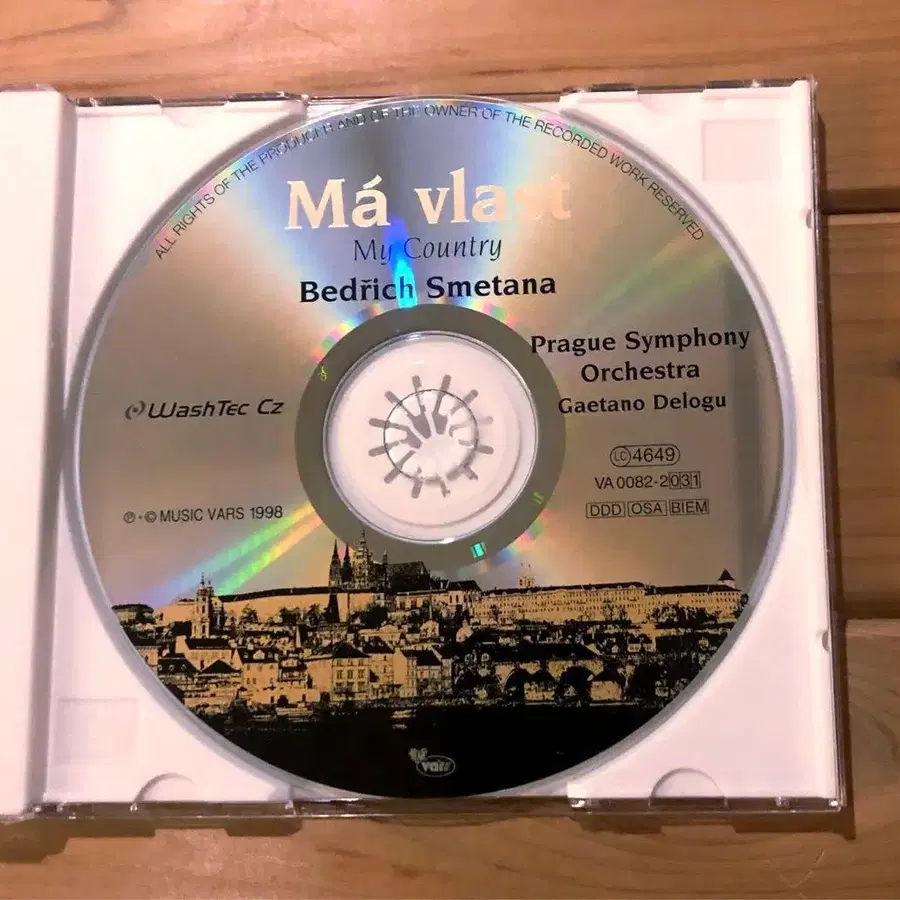 ALL RIGHTS OF THE PRODUCER AND OF THE OWNER OF THE RECORDED WORK RESERVED
Má vlast
My Country
Bedřich Smetana
Prague Symphony
Orchestra
Gaetano Delogu
WashTec Cz
LC 4649
VA 0082-2 031
DDD OSA BIEM
℗·© MUSIC VARS 1998
vars